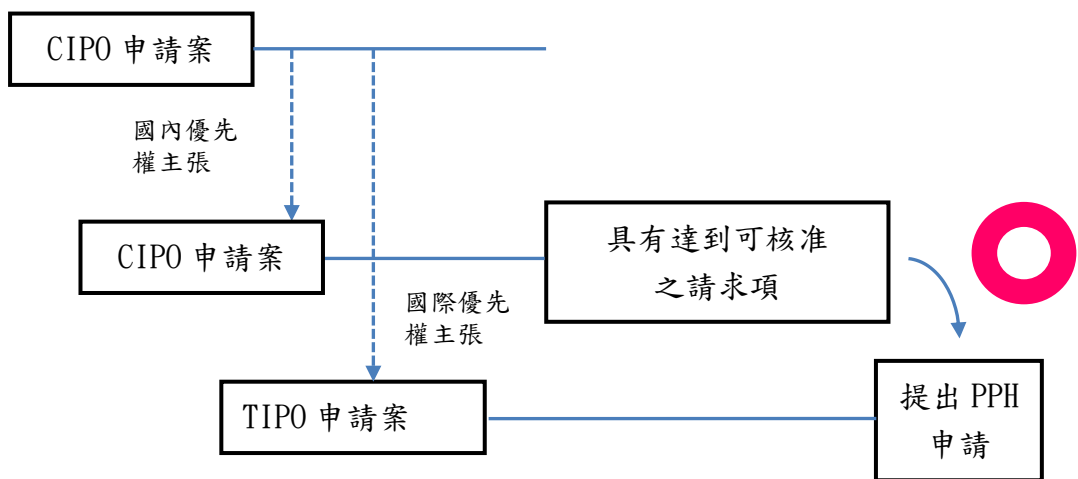 CIPO 申請案
國內優先
權主張
CIPO 申請案
具有達到可核准
之請求項
國際優先
權主張
TIPO 申請案
提出 PPH
申請